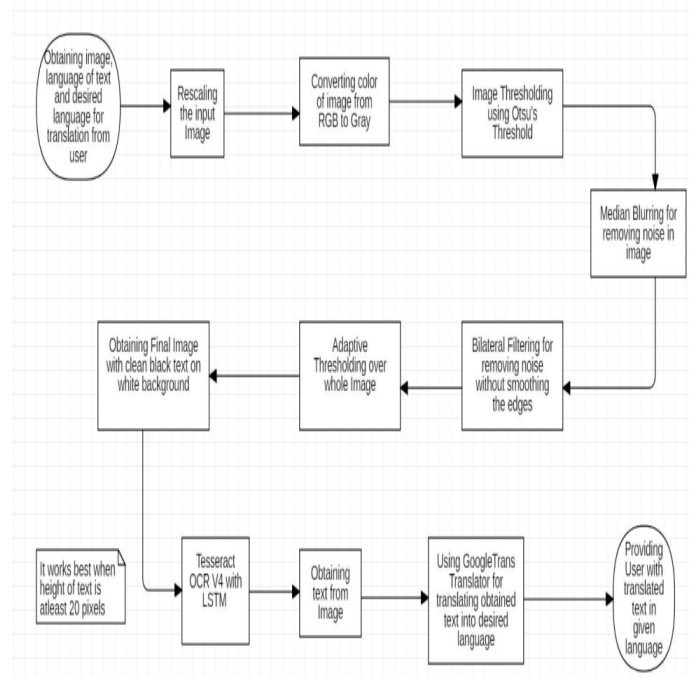 Obtaining image,
language of text
and desired
language for
translation from
user
Rescaling
the input
Image
Converting color
of image from
RGB to Gray
Image Thresholding
using Otsu's
Threshold
Median Blurring for
removing noise in
image
Bilateral Filtering for
removing noise
without smoothing
the edges
Adaptive
Thresholding over
whole Image
Obtaining Final Image
with clean black text on
white background
It works best when
height of text is
atleast 20 pixels
Tesseract
OCR V4 with
LSTM
Obtaining
text from
Image
Using GoogleTrans
Translator for
translating obtained
text into desired
language
Providing
User with
translated
text in
given
language